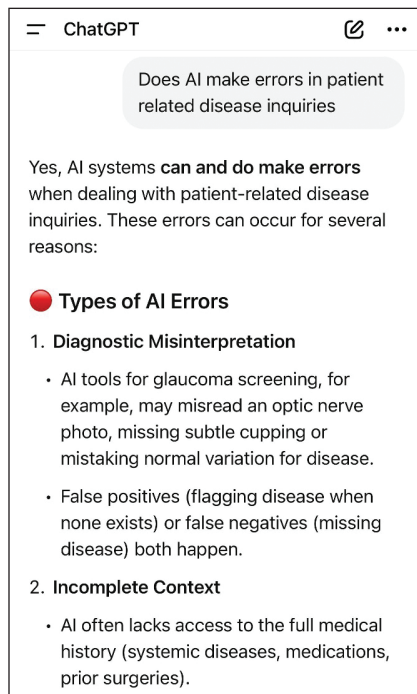 ChatGPT
Does AI make errors in patient
related disease inquiries
Yes, AI systems can and do make errors
when dealing with patient-related disease
inquiries. These errors can occur for several
reasons:
Types of AI Errors
1. Diagnostic Misinterpretation
• AI tools for glaucoma screening, for
example, may misread an optic nerve
photo, missing subtle cupping or
mistaking normal variation for disease.
• False positives (flagging disease when
none exists) or false negatives (missing
disease) both happen.
2. Incomplete Context
• AI often lacks access to the full medical
history (systemic diseases, medications,
prior surgeries).